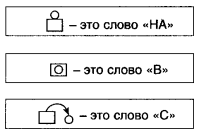 – это слово «НА»
– это слово «В»
– это слово «С»